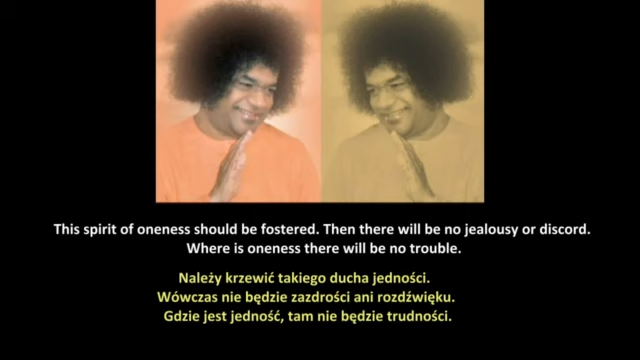 This spirit of oneness should be fostered. Then there will be no jealousy or discord.
Where is oneness there will be no trouble.
Należy krzewić takiego ducha jedności.
Wówczas nie będzie zazdrości ani rozdźwięku.
Gdzie jest jedność, tam nie będzie trudności.